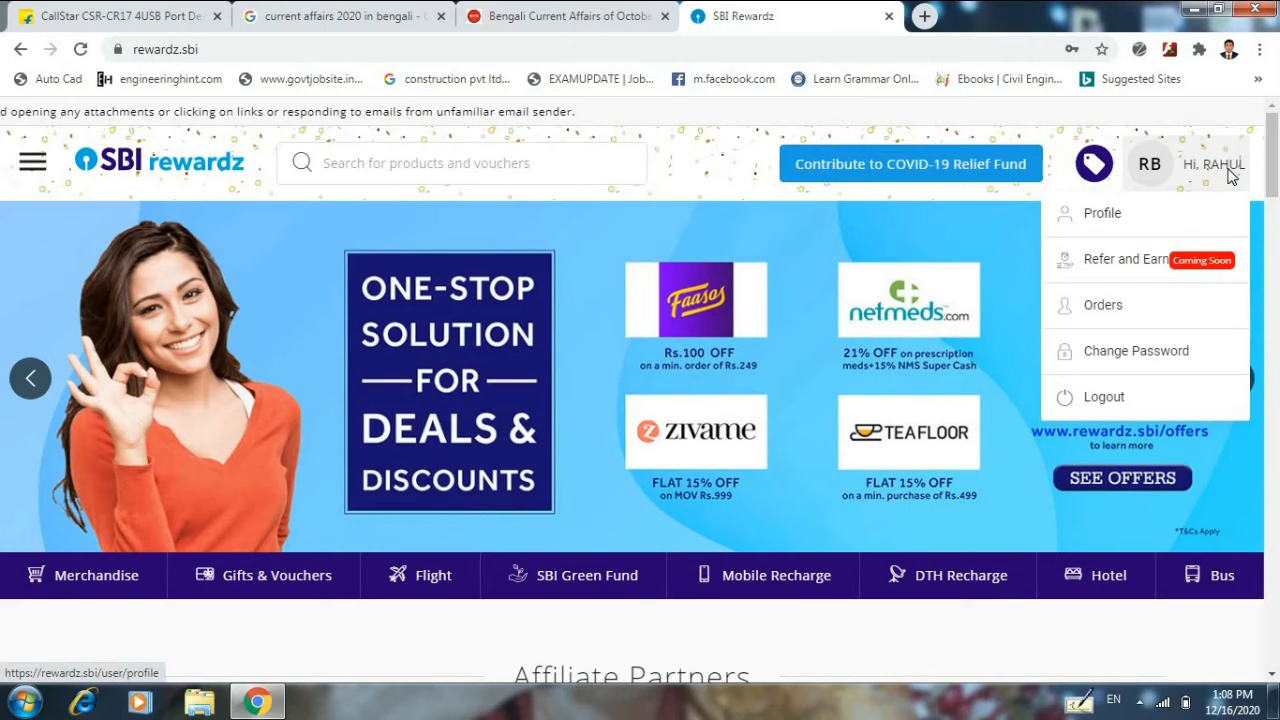 CallStar CSR-CR17 4USB Port De
current affairs 2020 in bengali -
Bengali Current Affairs of Octobe
SBI Rewardz
rewardz.sbi
Auto Cad
engineeringhint.com
www.govtjobsite.in...
construction pvt ltd...
EXAMUPDATE | Job...
m.facebook.com
Learn Grammar Onl...
Ebooks | Civil Engin...
Suggested Sites
»
d opening any attachments or clicking on links or responding to emails from unfamiliar email sender.
SBI rewardz
Search for products and vouchers
Contribute to COVID-19 Relief Fund
RB
Hi, RAHUL
Profile
Refer and Earn Coming Soon
Orders
Change Password
Logout
ONE-STOP
SOLUTION
FOR
DEALS &
DISCOUNTS
Faasos
Rs.100 OFF
on a min. order of Rs.249
netmeds.com
21% OFF on prescription
meds+15% NMS Super Cash
ZIVAME
FLAT 15% OFF
on MOV Rs.999
TEAFLOOR
FLAT 15% OFF
on a min. purchase of Rs.499
www.rewardz.sbi/offers
to learn more
SEE OFFERS
*T&Cs Apply
Merchandise
Gifts & Vouchers
Flight
SBI Green Fund
Mobile Recharge
DTH Recharge
Hotel
Bus
Affiliate Partners
https://rewardz.sbi/user/profile
EN
1:08 PM
12/16/2020